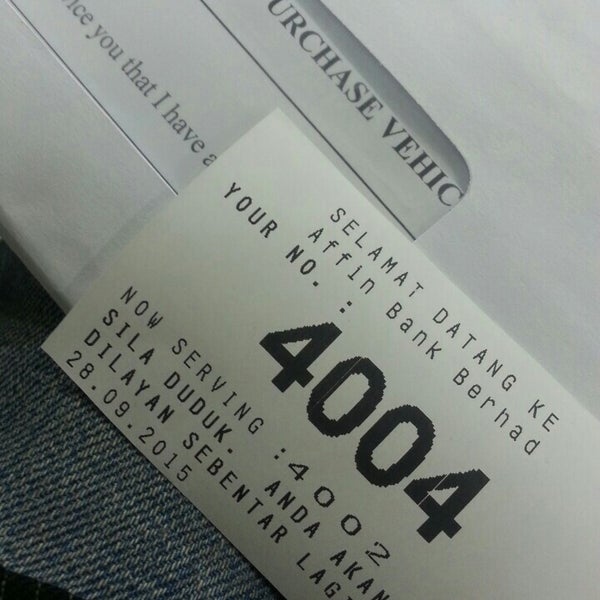 URCHASE VEHIC
you that I have a
SELAMAT DATANG KE
Affin Bank Berhad
YOUR NO. :
4004
NOW SERVING :4002
SILA DUDUK. ANDA AKAN
DILAYAN SEBENTAR LAGI
28.09.2015